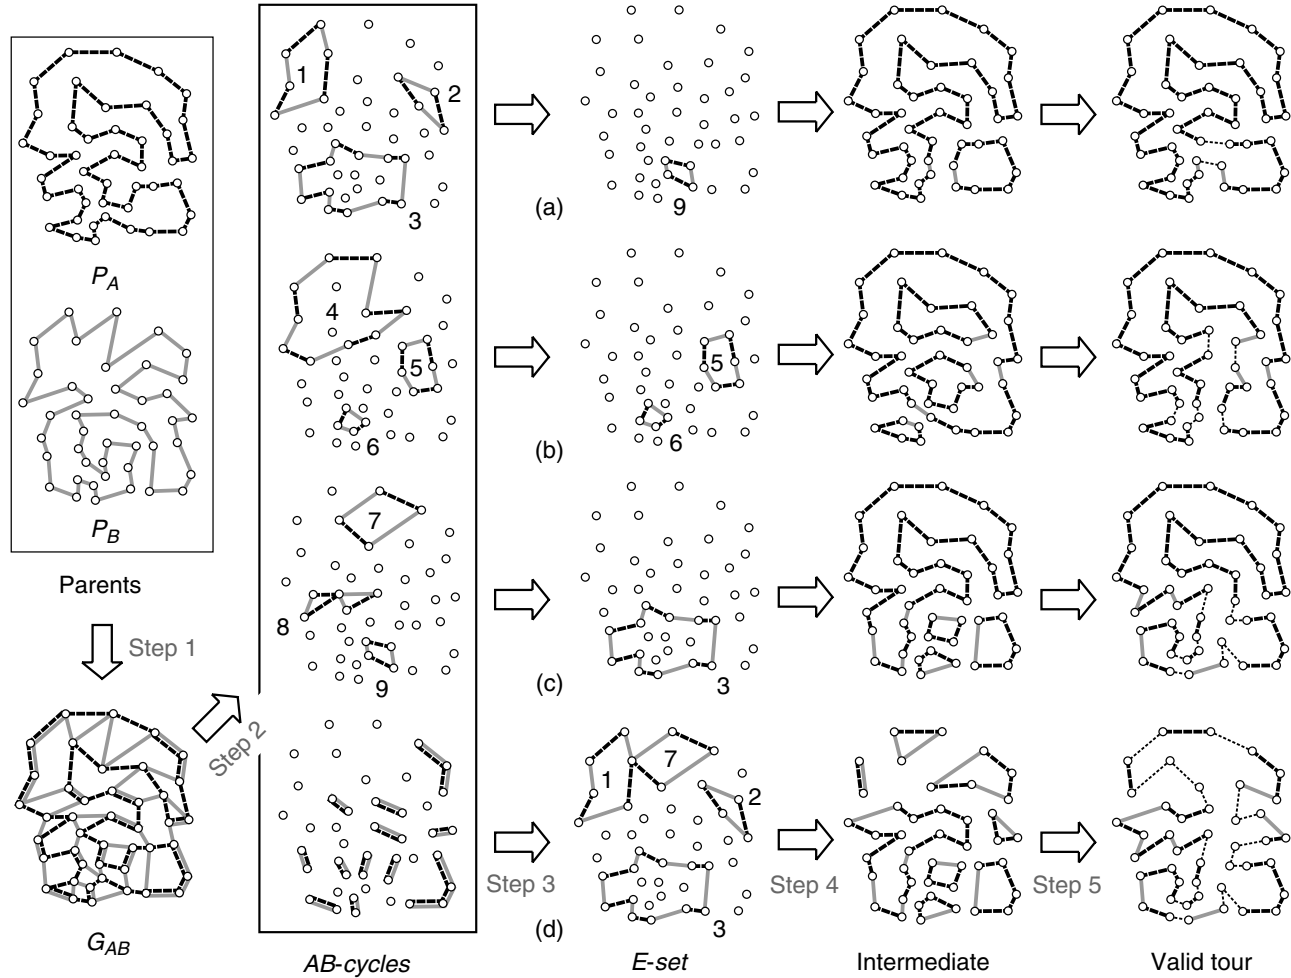 1
2
3
(a)
9
P_A
4
5
6
(b)
5
6
P_B
7
8
9
(c)
3
Parents
Step 1
Step 2
1
7
2
3
Step 3
(d)
Step 4
Step 5
G_AB
AB-cycles
E-set
Intermediate
Valid tour